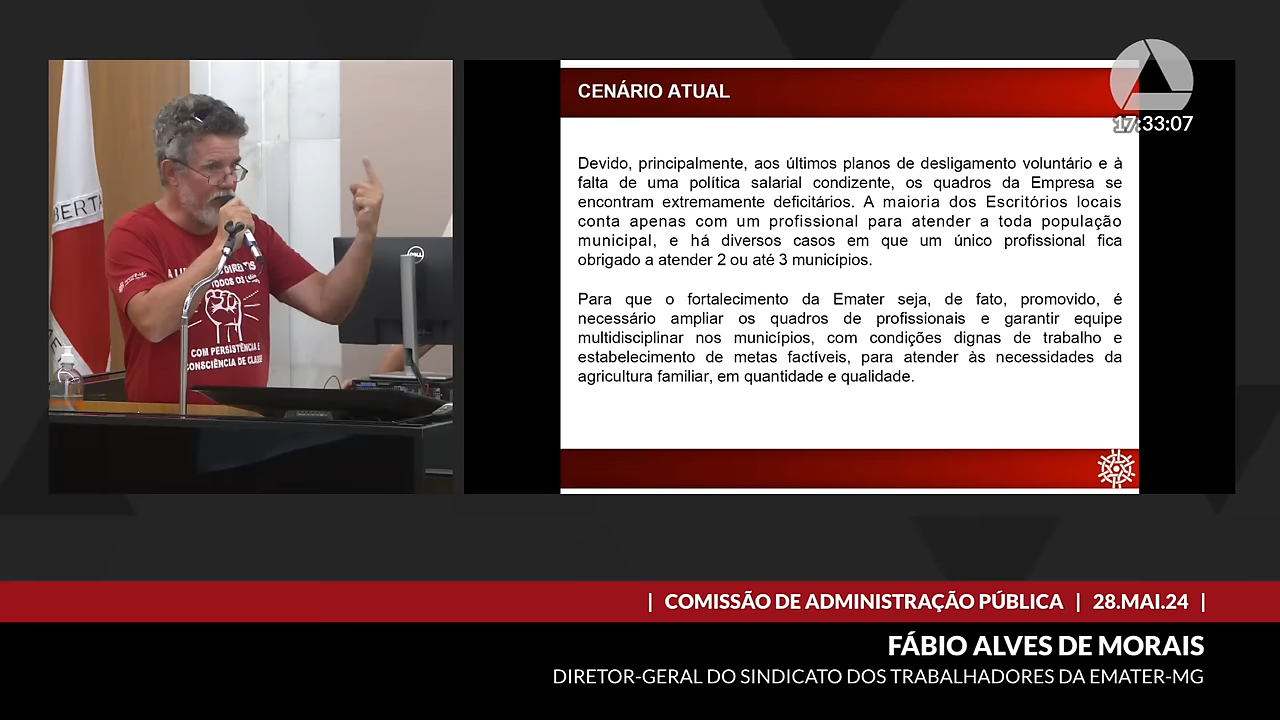 CENÁRIO ATUAL
17:33:07
Devido, principalmente, aos últimos planos de desligamento voluntário e à
falta de uma política salarial condizente, os quadros da Empresa se
encontram extremamente deficitários. A maioria dos Escritórios locais
conta apenas com um profissional para atender a toda população
municipal, e há diversos casos em que um único profissional fica
obrigado a atender 2 ou até 3 municípios.
Para que o fortalecimento da Emater seja, de fato, promovido, é
necessário ampliar os quadros de profissionais e garantir equipe
multidisciplinar nos municípios, com condições dignas de trabalho e
estabelecimento de metas factíveis, para atender às necessidades da
agricultura familiar, em quantidade e qualidade.
BERTA
DELL
TODOS OS
COM PERSISTÊNCIA E
CONSCIÊNCIA DE CLASSE
| COMISSÃO DE ADMINISTRAÇÃO PÚBLICA | 28.MAI.24 |
FÁBIO ALVES DE MORAIS
DIRETOR-GERAL DO SINDICATO DOS TRABALHADORES DA EMATER-MG